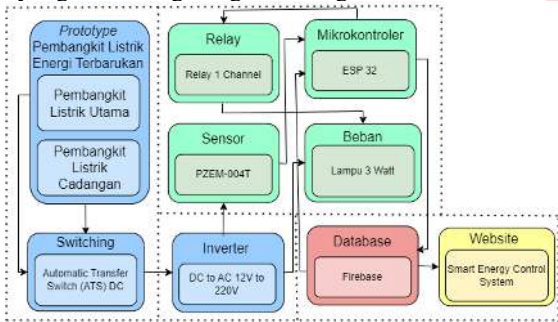 Prototype
Pembangkit Listrik
Energi Terbarukan
Pembangkit
Listrik Utama
Pembangkit
Listrik
Cadangan
Switching
Automatic Transfer
Switch (ATS) DC
Relay
Relay 1 Channel
Sensor
PZEM-004T
Inverter
DC to AC 12V to
220V
Mikrokontroler
ESP 32
Beban
Lampu 3 Watt
Database
Firebase
Website
Smart Energy Control
System